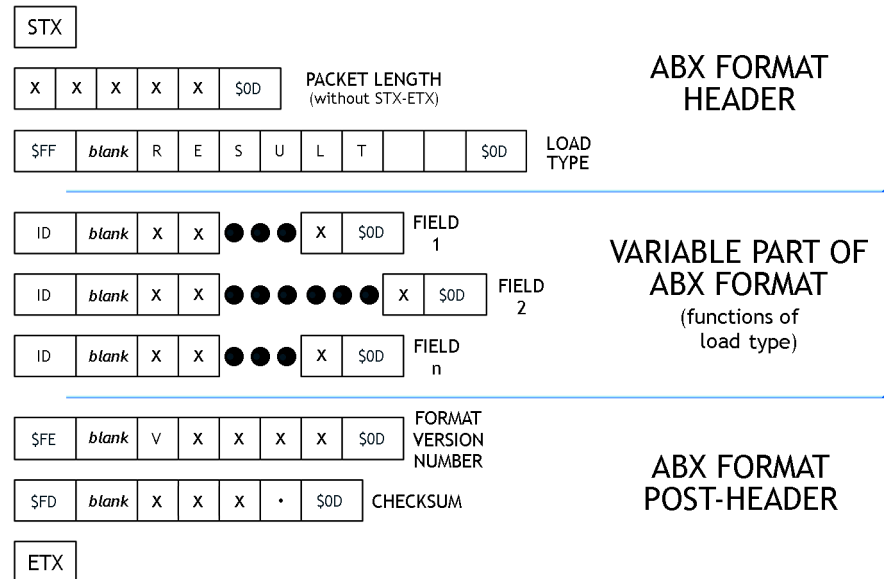 STX
X X X X X $0D PACKET LENGTH
(without STX-ETX)
ABX FORMAT
HEADER
$FF blank R E S U L T $0D LOAD
TYPE
ID blank X X X $0D FIELD
1
ID blank X X X $0D FIELD
2
ID blank X X X $0D FIELD
n
VARIABLE PART OF
ABX FORMAT
(functions of
load type)
$FE blank V X X X X $0D FORMAT
VERSION
NUMBER
$FD blank X X X · $0D CHECKSUM
ABX FORMAT
POST-HEADER
ETX